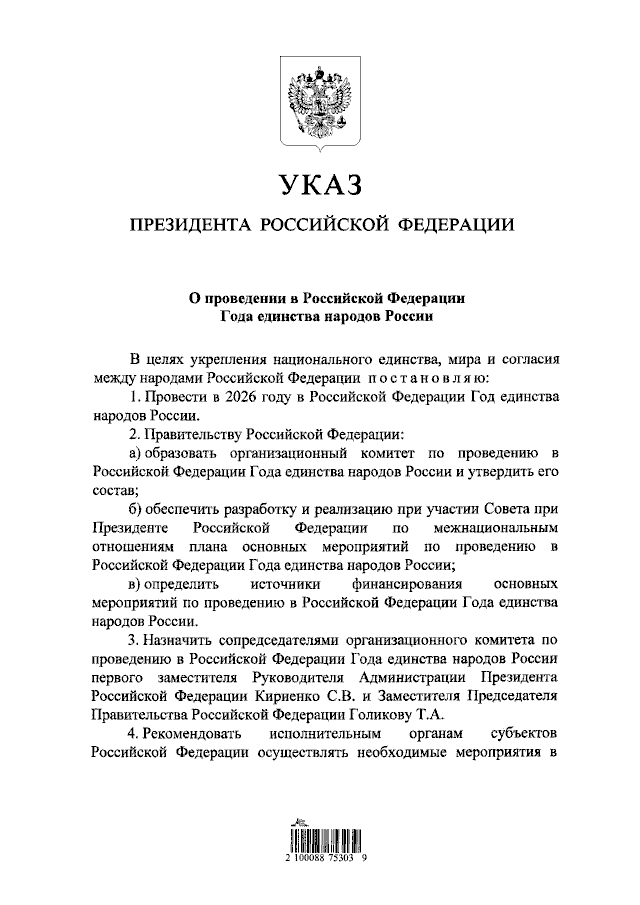 УКАЗ
ПРЕЗИДЕНТА РОССИЙСКОЙ ФЕДЕРАЦИИ
О проведении в Российской Федерации
Года единства народов России
В целях укрепления национального единства, мира и согласия
между народами Российской Федерации п о с т а н о в л я ю:
1. Провести в 2026 году в Российской Федерации Год единства
народов России.
2. Правительству Российской Федерации:
а) образовать организационный комитет по проведению в
Российской Федерации Года единства народов России и утвердить его
состав;
б) обеспечить разработку и реализацию при участии Совета при
Президенте Российской Федерации по межнациональным
отношениям плана основных мероприятий по проведению в
Российской Федерации Года единства народов России;
в) определить источники финансирования основных
мероприятий по проведению в Российской Федерации Года единства
народов России.
3. Назначить сопредседателями организационного комитета по
проведению в Российской Федерации Года единства народов России
первого заместителя Руководителя Администрации Президента
Российской Федерации Кириенко С.В. и Заместителя Председателя
Правительства Российской Федерации Голикову Т.А.
4. Рекомендовать исполнительным органам субъектов
Российской Федерации осуществлять необходимые мероприятия в
2 100088 75303 9